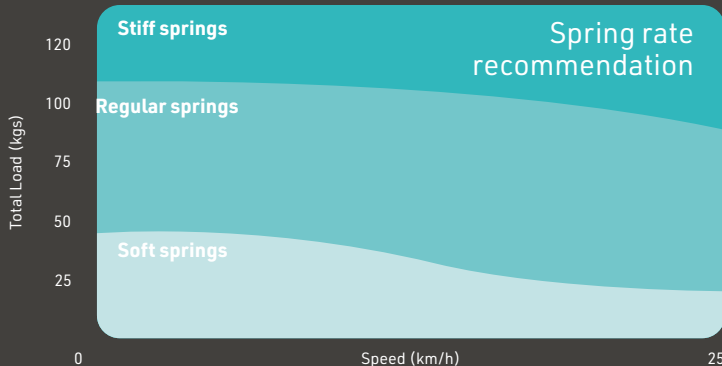 Stiff springs
Spring rate
recommendation
Regular springs
Soft springs
Total Load (kgs)
120
100
75
50
25
0
Speed (km/h)
25